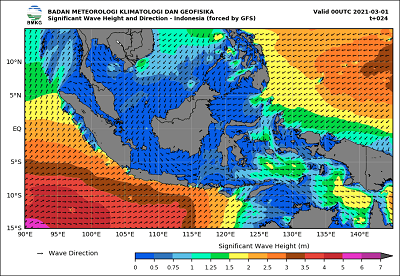 BMKG
BADAN METEOROLOGI KLIMATOLOGI DAN GEOFISIKA
Significant Wave Height and Direction - Indonesia (forced by GFS)
Valid 00UTC 2021-03-01
t+024
10°N
5°N
EQ
5°S
10°S
15°S
90°E 95°E 100°E 105°E 110°E 115°E 120°E 125°E 130°E 135°E 140°E
Significant Wave Height (m)
Wave Direction
0 0.5 0.75 1 1.25 1.5 2 2.5 3 3.5 4 5 6 7